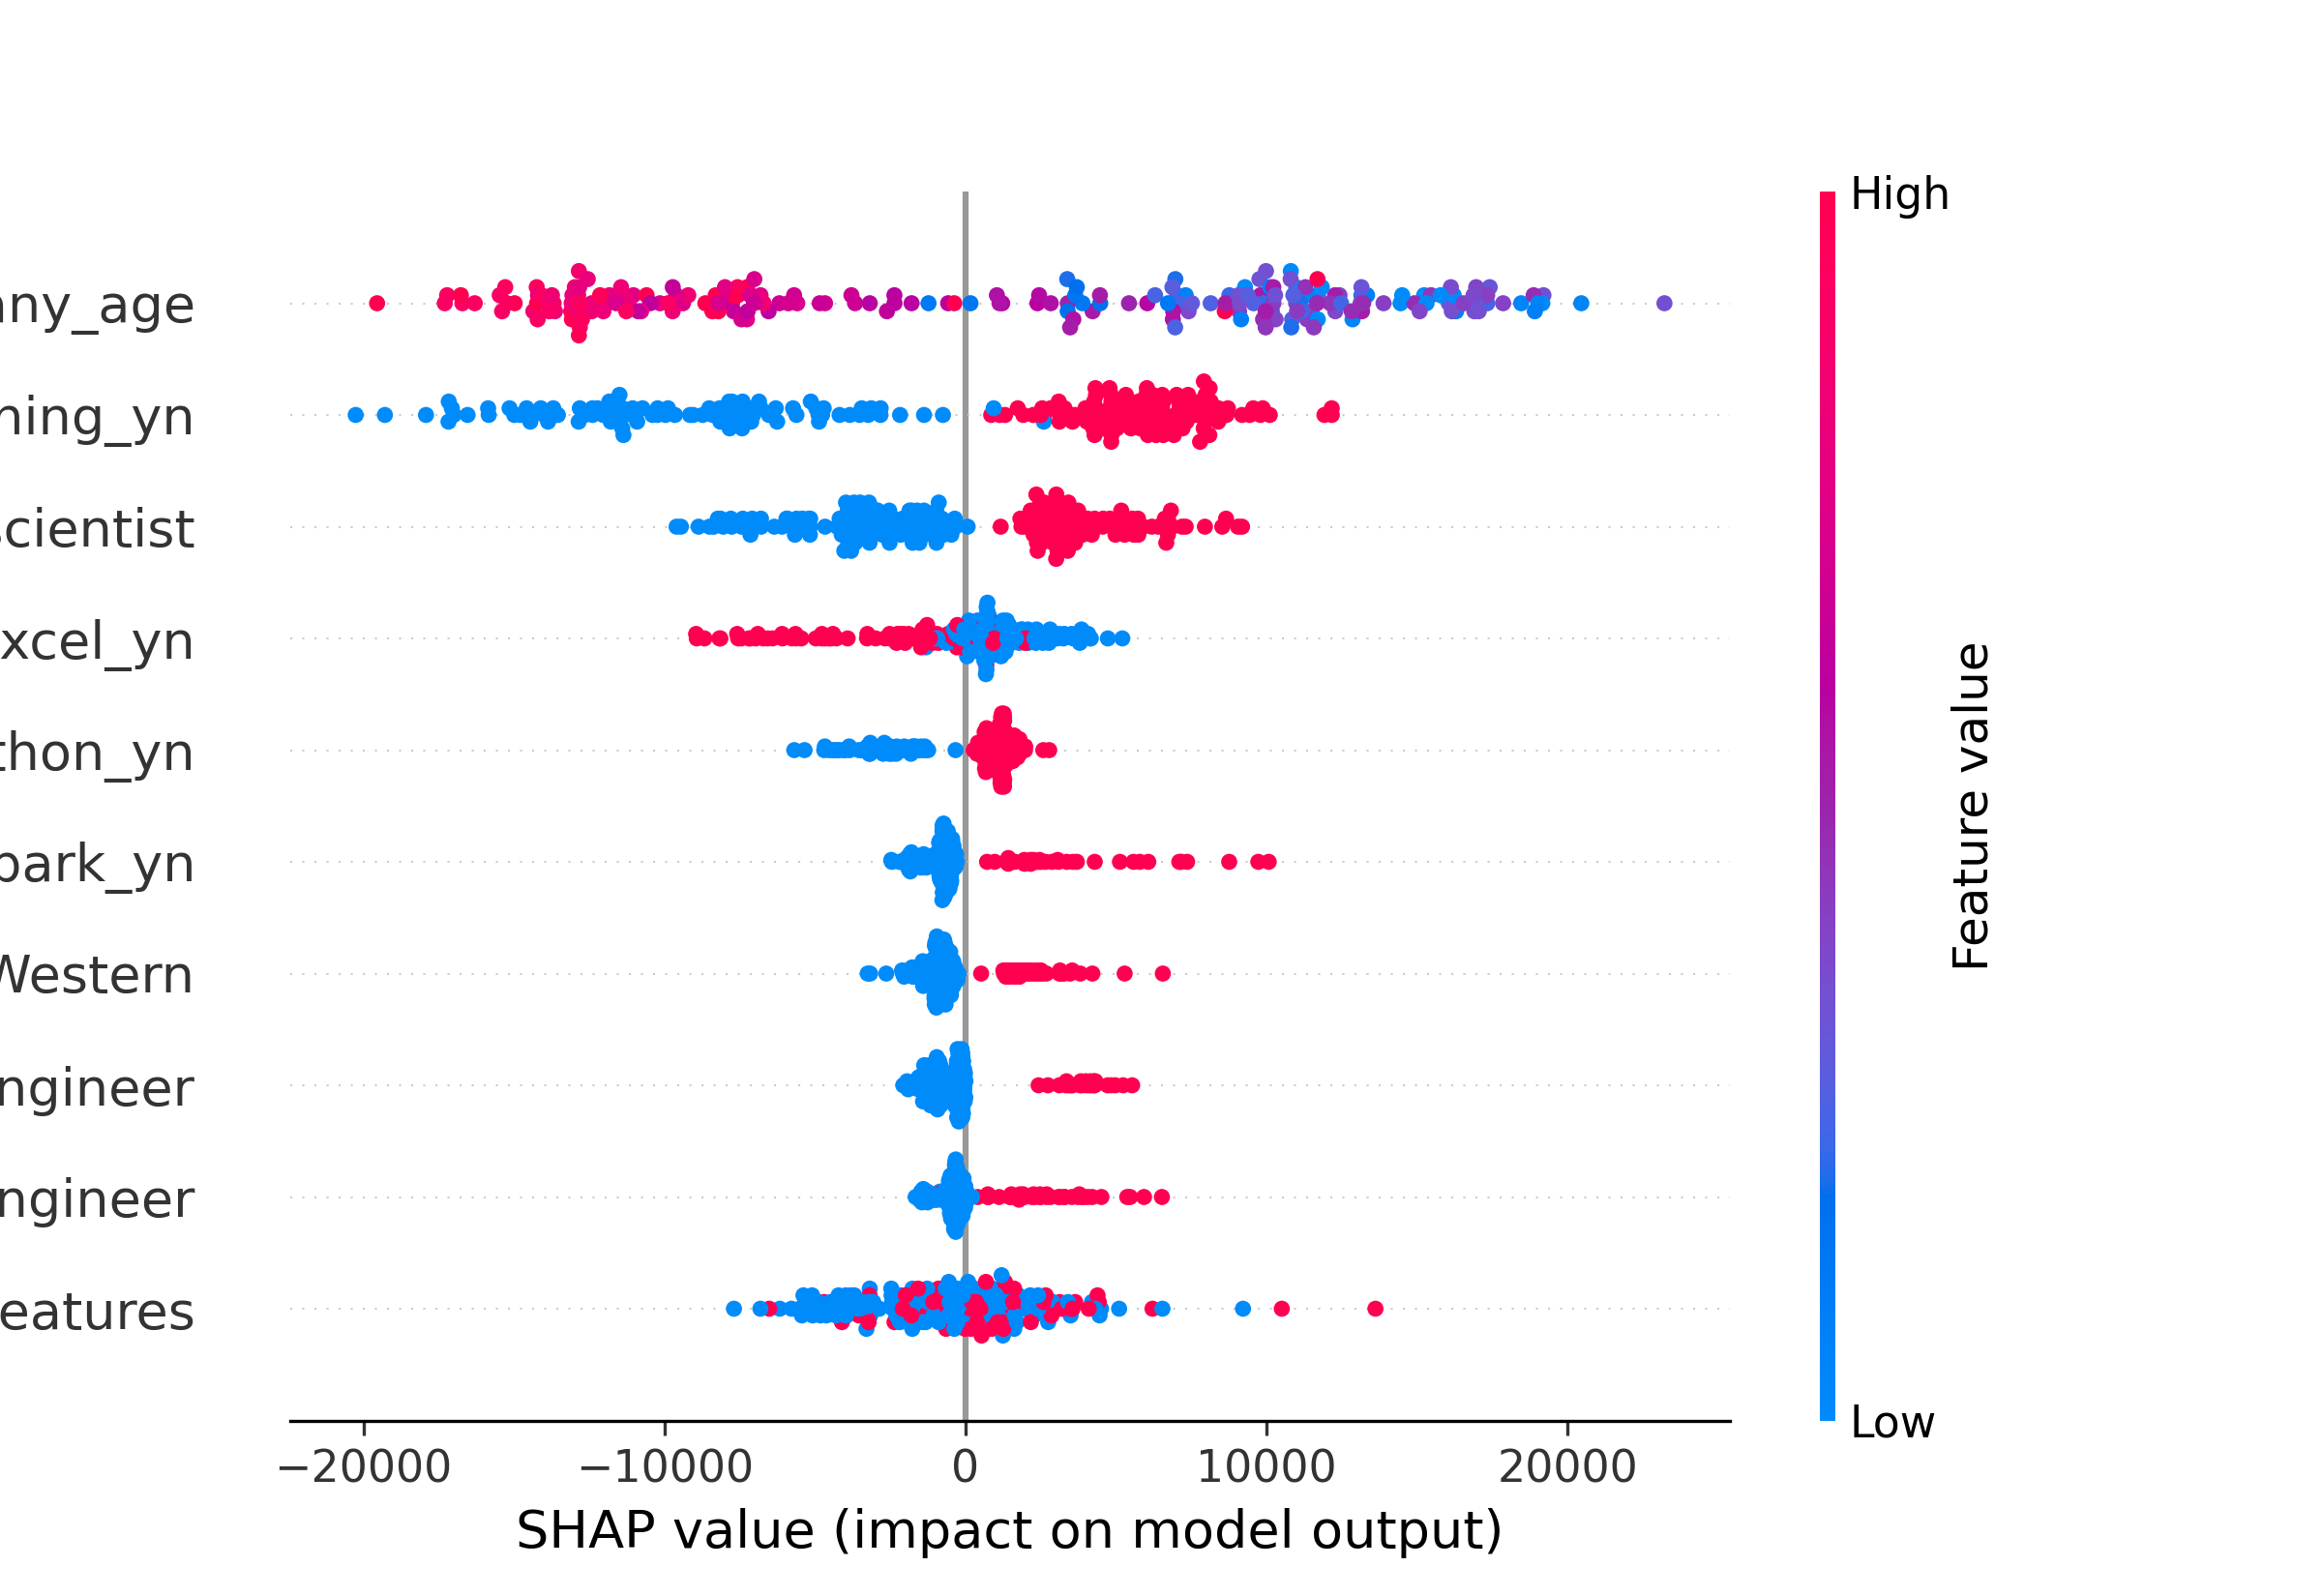 High
ny_age
ning_yn
cientist
xcel_yn
thon_yn
park_yn
Western
ngineer
ngineer
eatures
Feature value
Low
−20000
−10000
0
10000
20000
SHAP value (impact on model output)